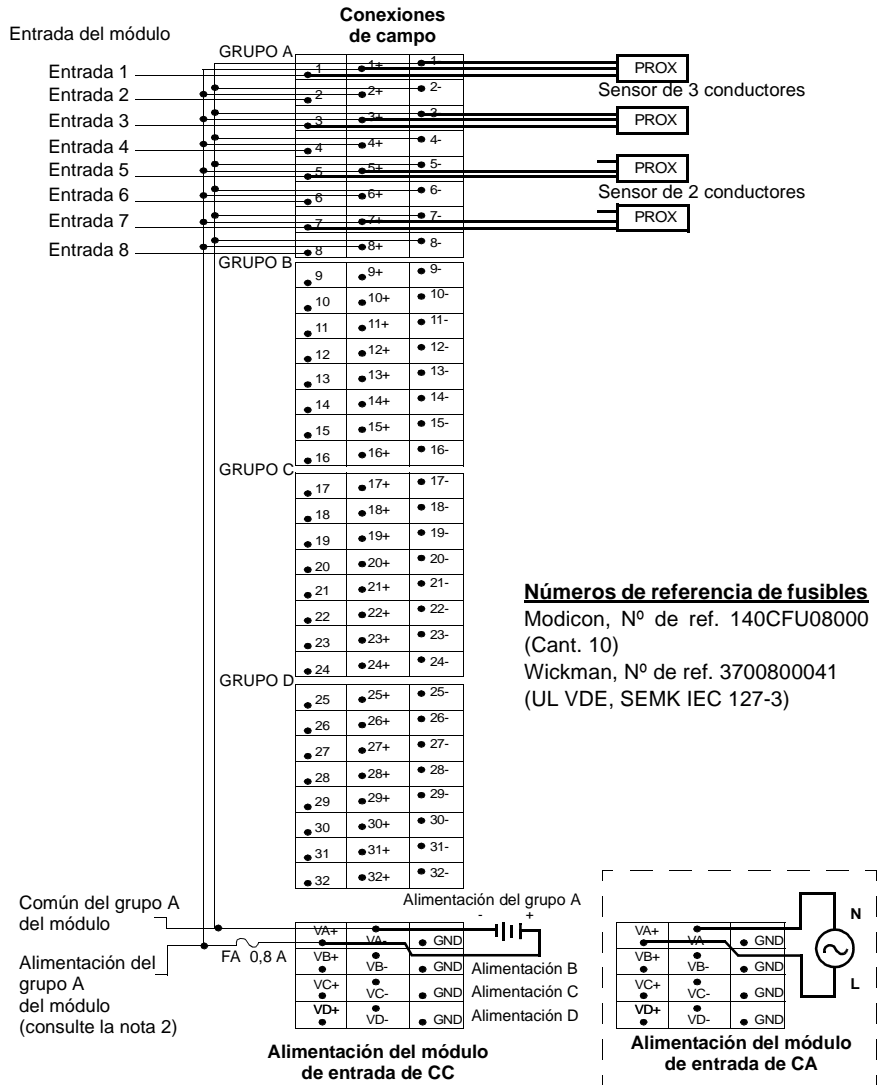 Conexiones
de campo
Entrada del módulo
GRUPO A
Entrada 1
Entrada 2
Entrada 3
Entrada 4
Entrada 5
Entrada 6
Entrada 7
Entrada 8
1 1+ 1-
2 2+ 2-
3 3+ 3-
4 4+ 4-
5 5+ 5-
6 6+ 6-
7 7+ 7-
8 8+ 8-
PROX
Sensor de 3 conductores
PROX
PROX
Sensor de 2 conductores
PROX
GRUPO B
9 9+ 9-
10 10+ 10-
11 11+ 11-
12 12+ 12-
13 13+ 13-
14 14+ 14-
15 15+ 15-
16 16+ 16-
GRUPO C
17 17+ 17-
18 18+ 18-
19 19+ 19-
20 20+ 20-
21 21+ 21-
22 22+ 22-
23 23+ 23-
24 24+ 24-
GRUPO D
25 25+ 25-
26 26+ 26-
27 27+ 27-
28 28+ 28-
29 29+ 29-
30 30+ 30-
31 31+ 31-
32 32+ 32-
Números de referencia de fusibles
Modicon, Nº de ref. 140CFU08000
(Cant. 10)
Wickman, Nº de ref. 3700800041
(UL VDE, SEMK IEC 127-3)
Común del grupo A
del módulo
Alimentación del
grupo A
del módulo
(consulte la nota 2)
FA 0,8 A
Alimentación del grupo A
- +
VA+ VA- GND
VB+ VB- GND Alimentación B
VC+ VC- GND Alimentación C
VD+ VD- GND Alimentación D
Alimentación del módulo
de entrada de CC
N
VA+ VA- GND
VB+ VB- GND
L
VC+ VC- GND
VD+ VD- GND
Alimentación del módulo
de entrada de CA